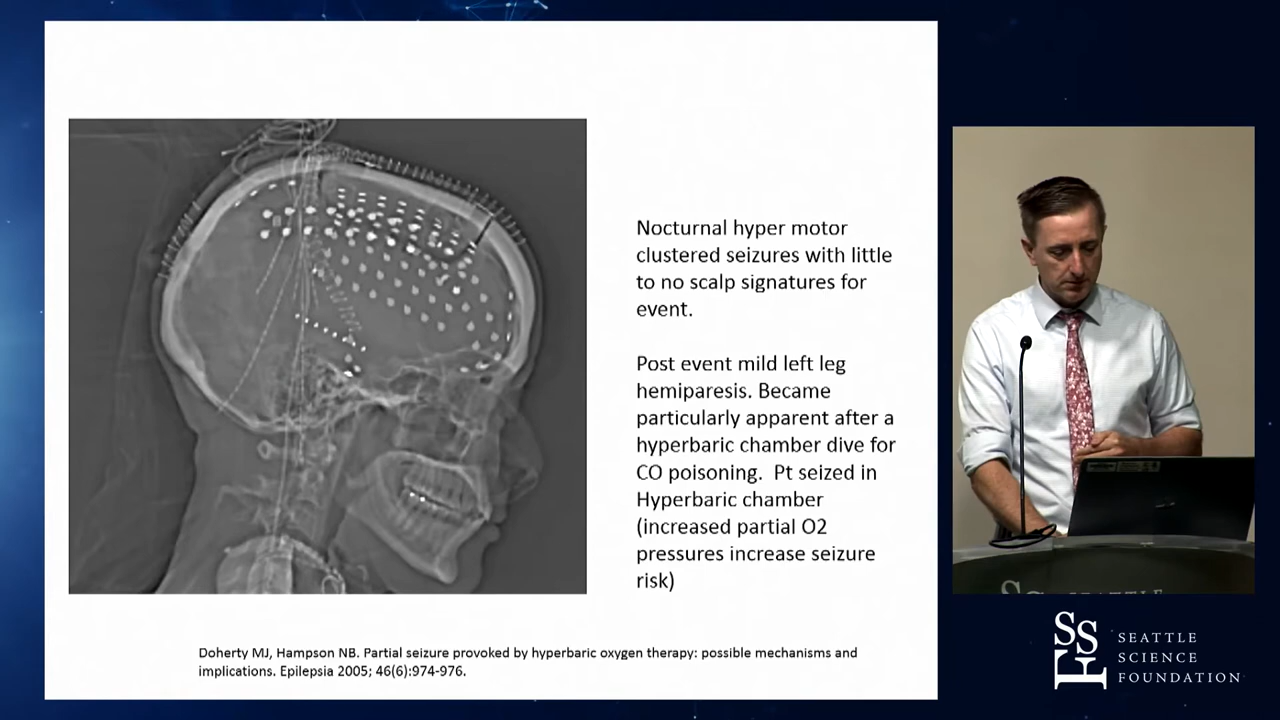 Nocturnal hyper motor
clustered seizures with little
to no scalp signatures for
event.
Post event mild left leg
hemiparesis. Became
particularly apparent after a
hyperbaric chamber dive for
CO poisoning. Pt seized in
Hyperbaric chamber
(increased partial O2
pressures increase seizure
risk)
Doherty MJ, Hampson NB. Partial seizure provoked by hyperbaric oxygen therapy: possible mechanisms and
implications. Epilepsia 2005; 46(6):974-976.
SSF
SEATTLE
SCIENCE
FOUNDATION